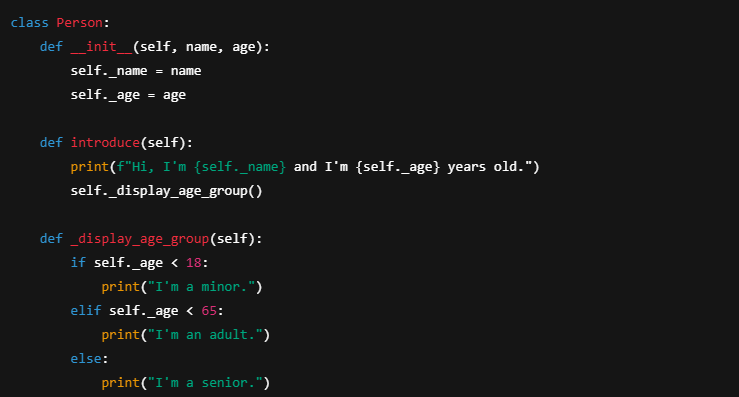 class Person:
    def __init__(self, name, age):
        self._name = name
        self._age = age

    def introduce(self):
        print(f"Hi, I'm {self._name} and I'm {self._age} years old.")
        self._display_age_group()

    def _display_age_group(self):
        if self._age < 18:
            print("I'm a minor.")
        elif self._age < 65:
            print("I'm an adult.")
        else:
            print("I'm a senior.")